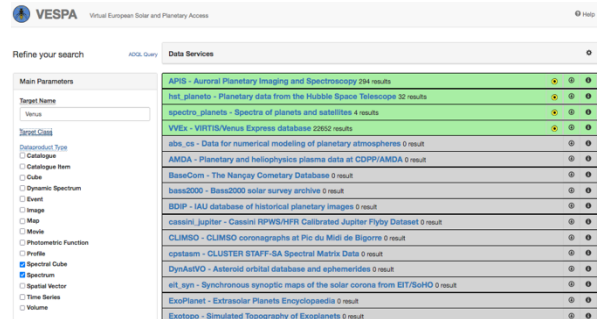 VESPA Virtual European Solar and Planetary Access
Help
Refine your search
ADQL Query
Data Services
Main Parameters
Target Name
Venus
Target Class
Dataproduct Type
Catalogue
Catalogue Item
Cube
Dynamic Spectrum
Event
Image
Map
Movie
Photometric Function
Profile
Spectral Cube
Spectrum
Spatial Vector
Time Series
Volume
APIS - Auroral Planetary Imaging and Spectroscopy 294 results
hst_planeto - Planetary data from the Hubble Space Telescope 32 results
spectro_planets - Spectra of planets and satellites 4 results
VVEx - VIRTIS/Venus Express database 22652 results
abs_cs - Data for numerical modeling of planetary atmospheres 0 result
AMDA - Planetary and heliophysics plasma data at CDPP/AMDA 0 result
BaseCom - The Nançay Cometary Database 0 result
bass2000 - Bass2000 solar survey archive 0 result
BDIP - IAU database of historical planetary images 0 result
cassini_jupiter - Cassini RPWS/HFR Calibrated Jupiter Flyby Dataset 0 result
CLIMSO - CLIMSO coronagraphs at Pic du Midi de Bigorre 0 result
cpstasm - CLUSTER STAFF-SA Spectral Matrix Data 0 result
DynAstVO - Asteroid orbital database and ephemerides 0 result
eit_syn - Synchronous synoptic maps of the solar corona from EIT/SoHO 0 result
ExoPlanet - Extrasolar Planets Encyclopaedia 0 result
Exotopo - Simulated Topography of Exoplanets 0 result